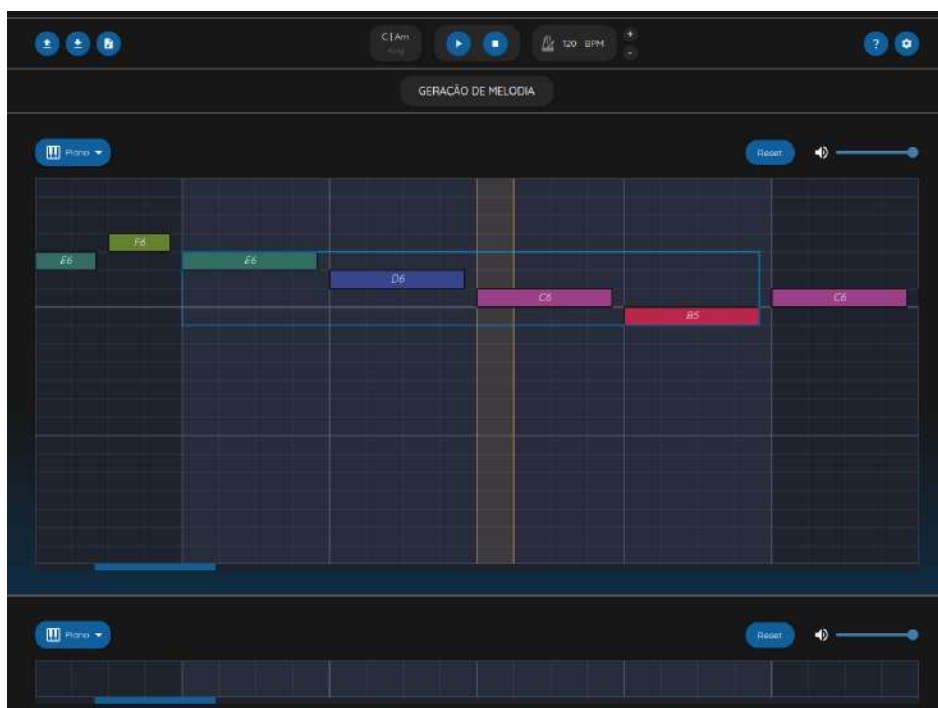 C | Am
120 BPM
+
-
?
GERAÇÃO DE MELODIA
Piano
Reset
F6
E6
E6
D6
C6
C6
B5
Piano
Reset